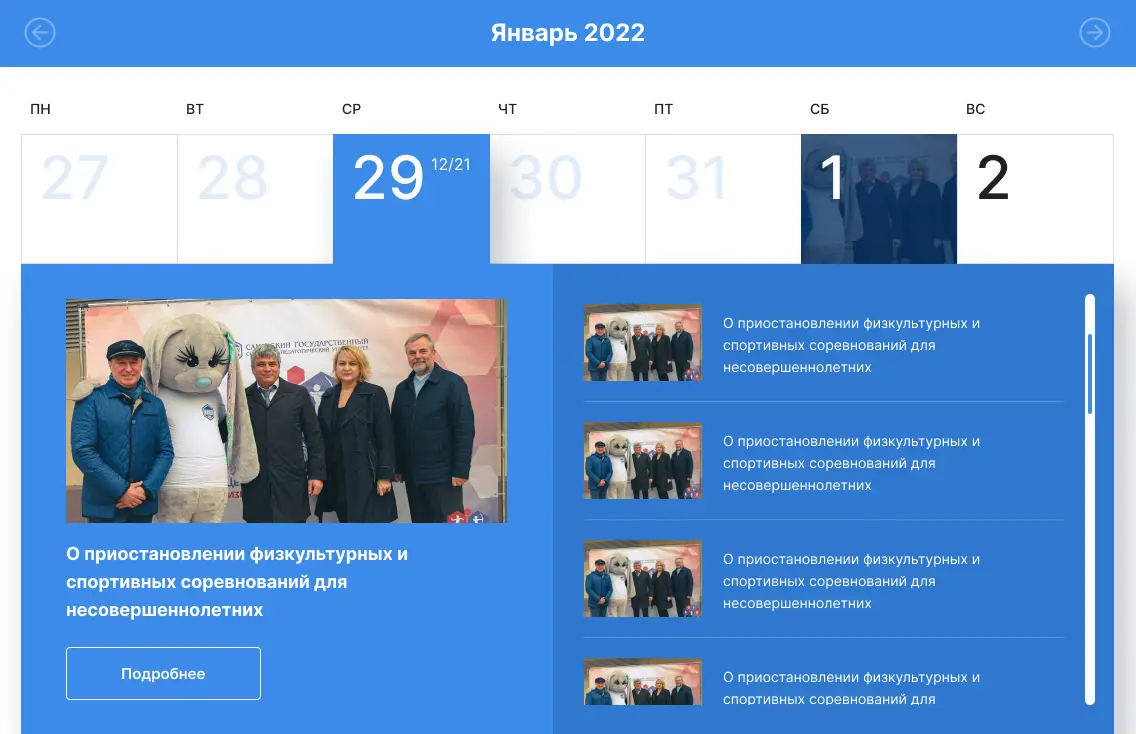 Январь 2022
ПН ВТ СР ЧТ ПТ СБ ВС
27 28 29 12/21 30 31 1 2
САМАРСКИЙ ГОСУДАРСТВЕННЫЙ
О приостановлении физкультурных и
спортивных соревнований для
несовершеннолетних
Подробнее
О приостановлении физкультурных и
спортивных соревнований для
несовершеннолетних
О приостановлении физкультурных и
спортивных соревнований для
несовершеннолетних
О приостановлении физкультурных и
спортивных соревнований для
несовершеннолетних
О приостановлении физкультурных и
спортивных соревнований для